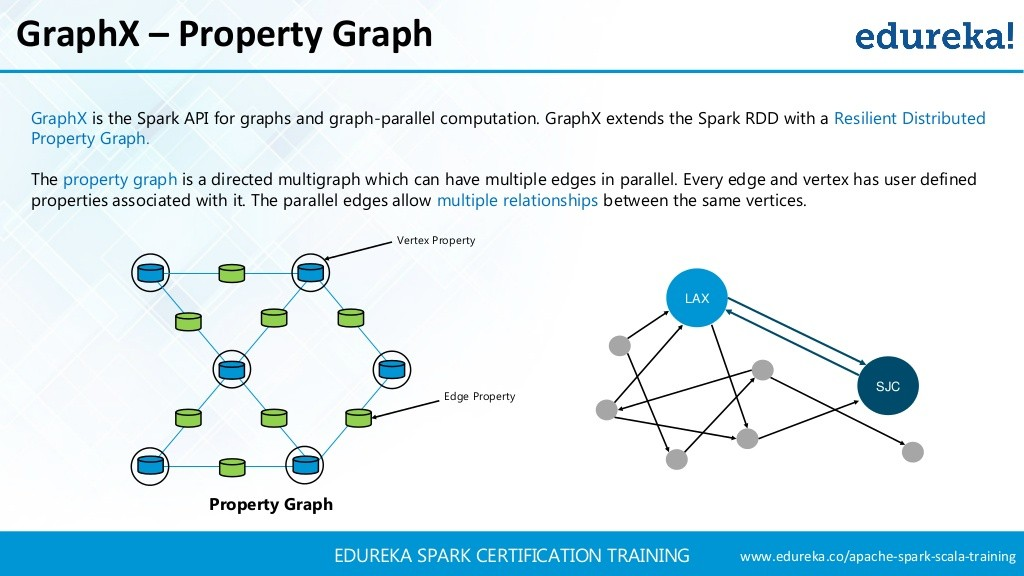 GraphX – Property Graph
edureka!
GraphX is the Spark API for graphs and graph-parallel computation. GraphX extends the Spark RDD with a Resilient Distributed
Property Graph.
The property graph is a directed multigraph which can have multiple edges in parallel. Every edge and vertex has user defined
properties associated with it. The parallel edges allow multiple relationships between the same vertices.
Vertex Property
LAX
SJC
Edge Property
Property Graph
EDUREKA SPARK CERTIFICATION TRAINING
www.edureka.co/apache-spark-scala-training